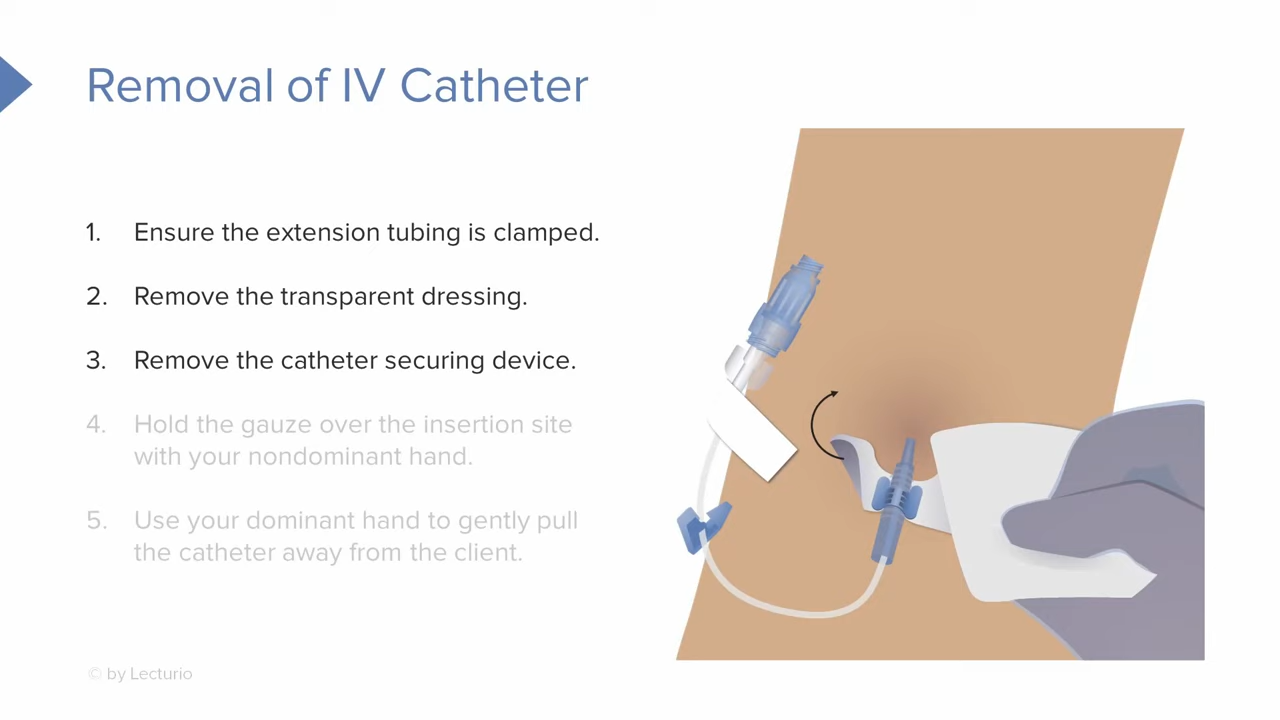 Removal of IV Catheter
1. Ensure the extension tubing is clamped.
2. Remove the transparent dressing.
3. Remove the catheter securing device.
4. Hold the gauze over the insertion site
with your nondominant hand.
5. Use your dominant hand to gently pull
the catheter away from the client.
© by Lecturio